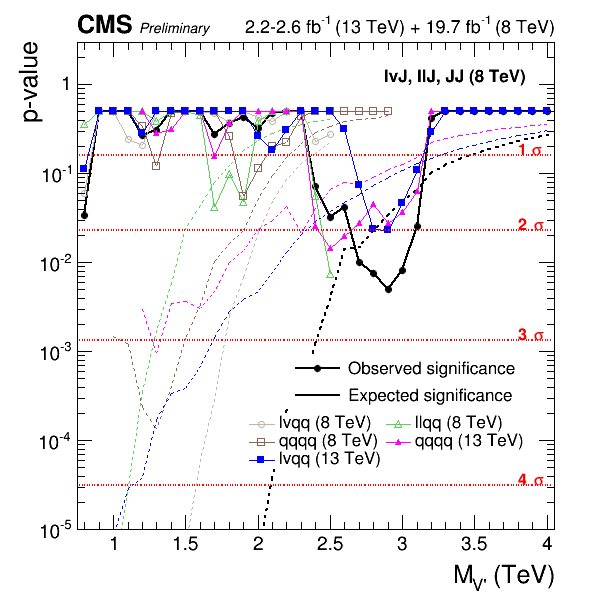 CMS Preliminary 2.2-2.6 fb⁻¹ (13 TeV) + 19.7 fb⁻¹ (8 TeV)
lvJ, llJ, JJ (8 TeV)
p-value
1
10⁻¹
10⁻²
10⁻³
10⁻⁴
10⁻⁵
1 σ
2 σ
3 σ
4 σ
Observed significance
Expected significance
lvqq (8 TeV)
llqq (8 TeV)
qqqq (8 TeV)
qqqq (13 TeV)
lvqq (13 TeV)
1 1.5 2 2.5 3 3.5 4
M_V' (TeV)